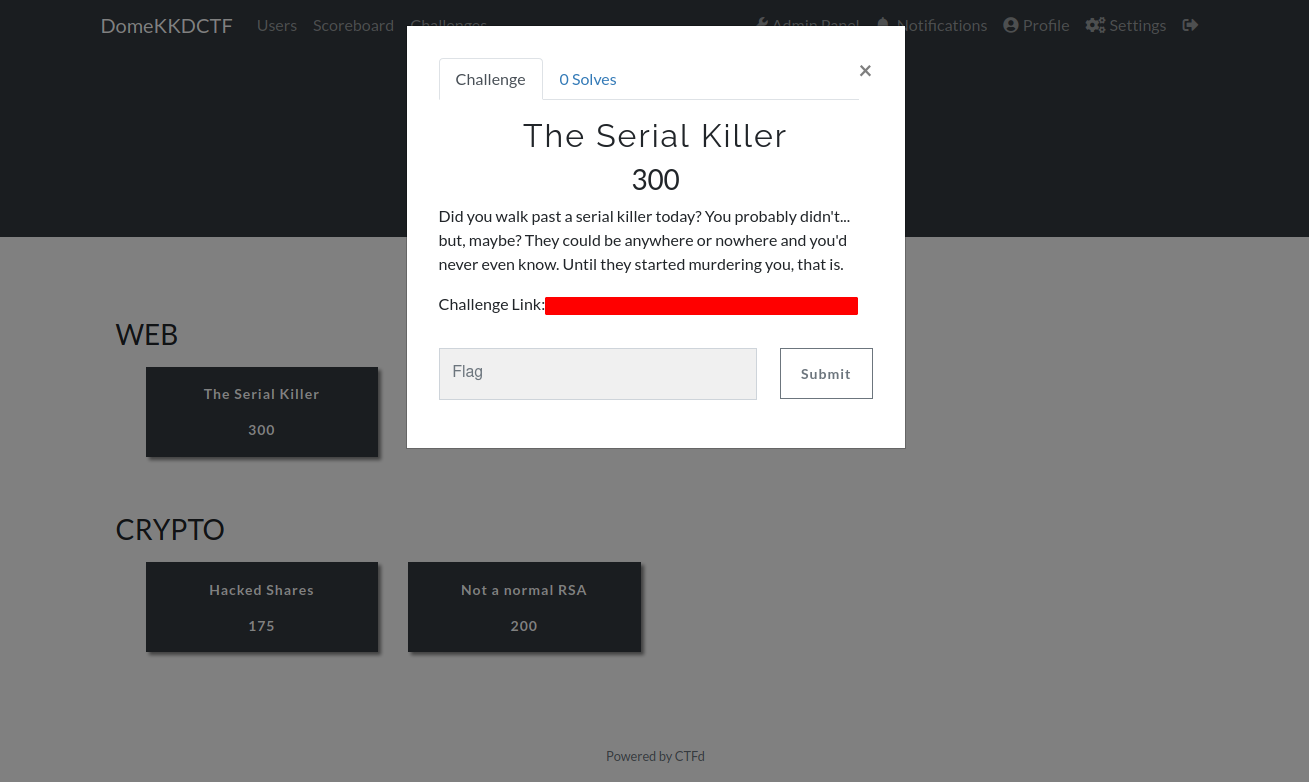 DomeKKDCTF Users Scoreboard Challenges Admin Panel Notifications Profile Settings
Challenge 0 Solves ×
The Serial Killer
300
Did you walk past a serial killer today? You probably didn't...
but, maybe? They could be anywhere or nowhere and you'd
never even know. Until they started murdering you, that is.
Challenge Link:
Flag Submit
WEB
The Serial Killer
300
CRYPTO
Hacked Shares Not a normal RSA
175 200
Powered by CTFd